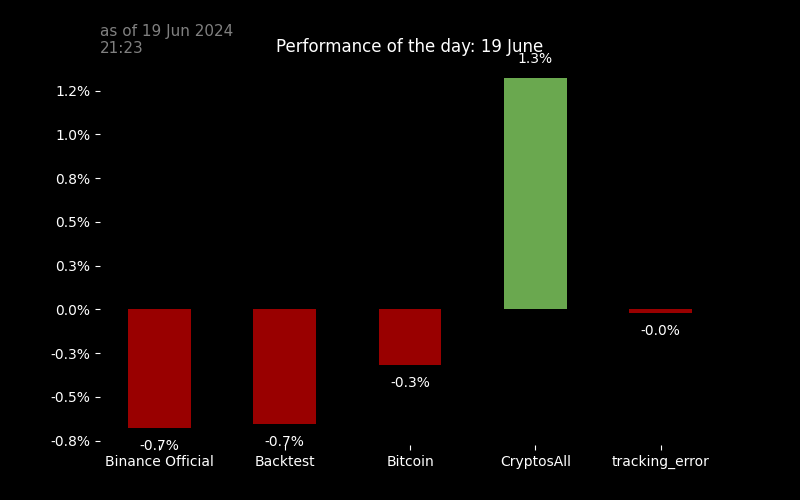 as of 19 Jun 2024
21:23
Performance of the day: 19 June
1.3%
1.2%
1.0%
0.8%
0.5%
0.3%
0.0%
-0.3%
-0.5%
-0.8%
-0.7%
-0.7%
-0.3%
-0.0%
Binance Official
Backtest
Bitcoin
CryptosAll
tracking_error